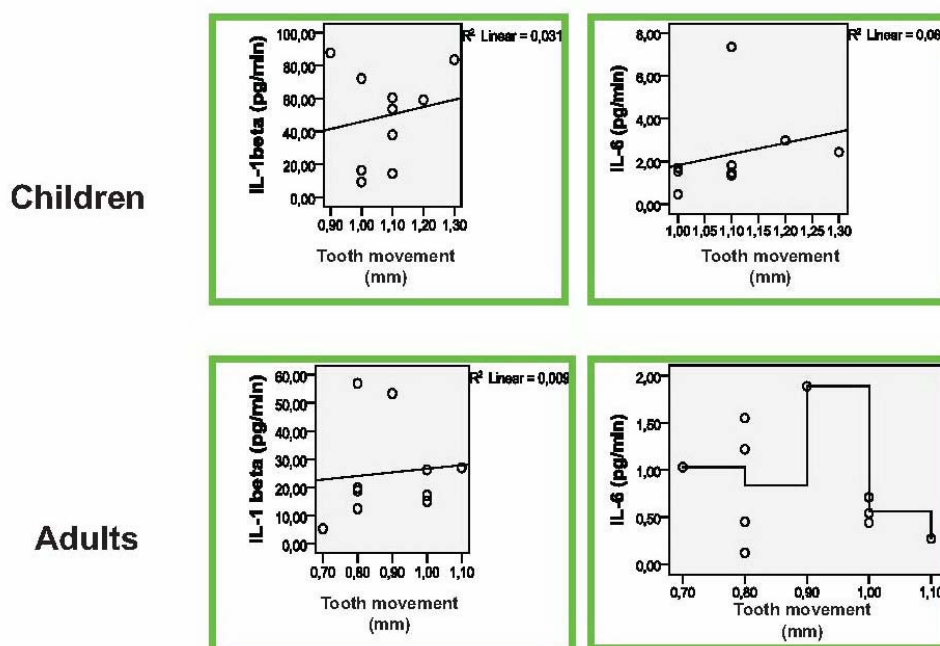 Children
IL-1beta (pg/min)
100,00
80,00
60,00
40,00
20,00
0,00
0,90 1,00 1,10 1,20 1,30
Tooth movement
(mm)
R² Linear = 0,031
IL-6 (pg/min)
8,00
6,00
4,00
2,00
0,00
1,00 1,05 1,10 1,15 1,20 1,25 1,30
Tooth movement
(mm)
R² Linear =
Adults
IL-1 beta (pg/min)
60,00
50,00
40,00
30,00
20,00
10,00
0,00
0,70 0,80 0,90 1,00 1,10
Tooth movement
(mm)
R² Linear = 0,009
IL-6 (pg/min)
2,00
1,50
1,00
0,50
0,00
0,70 0,80 0,90 1,00 1,10
Tooth movement
(mm)